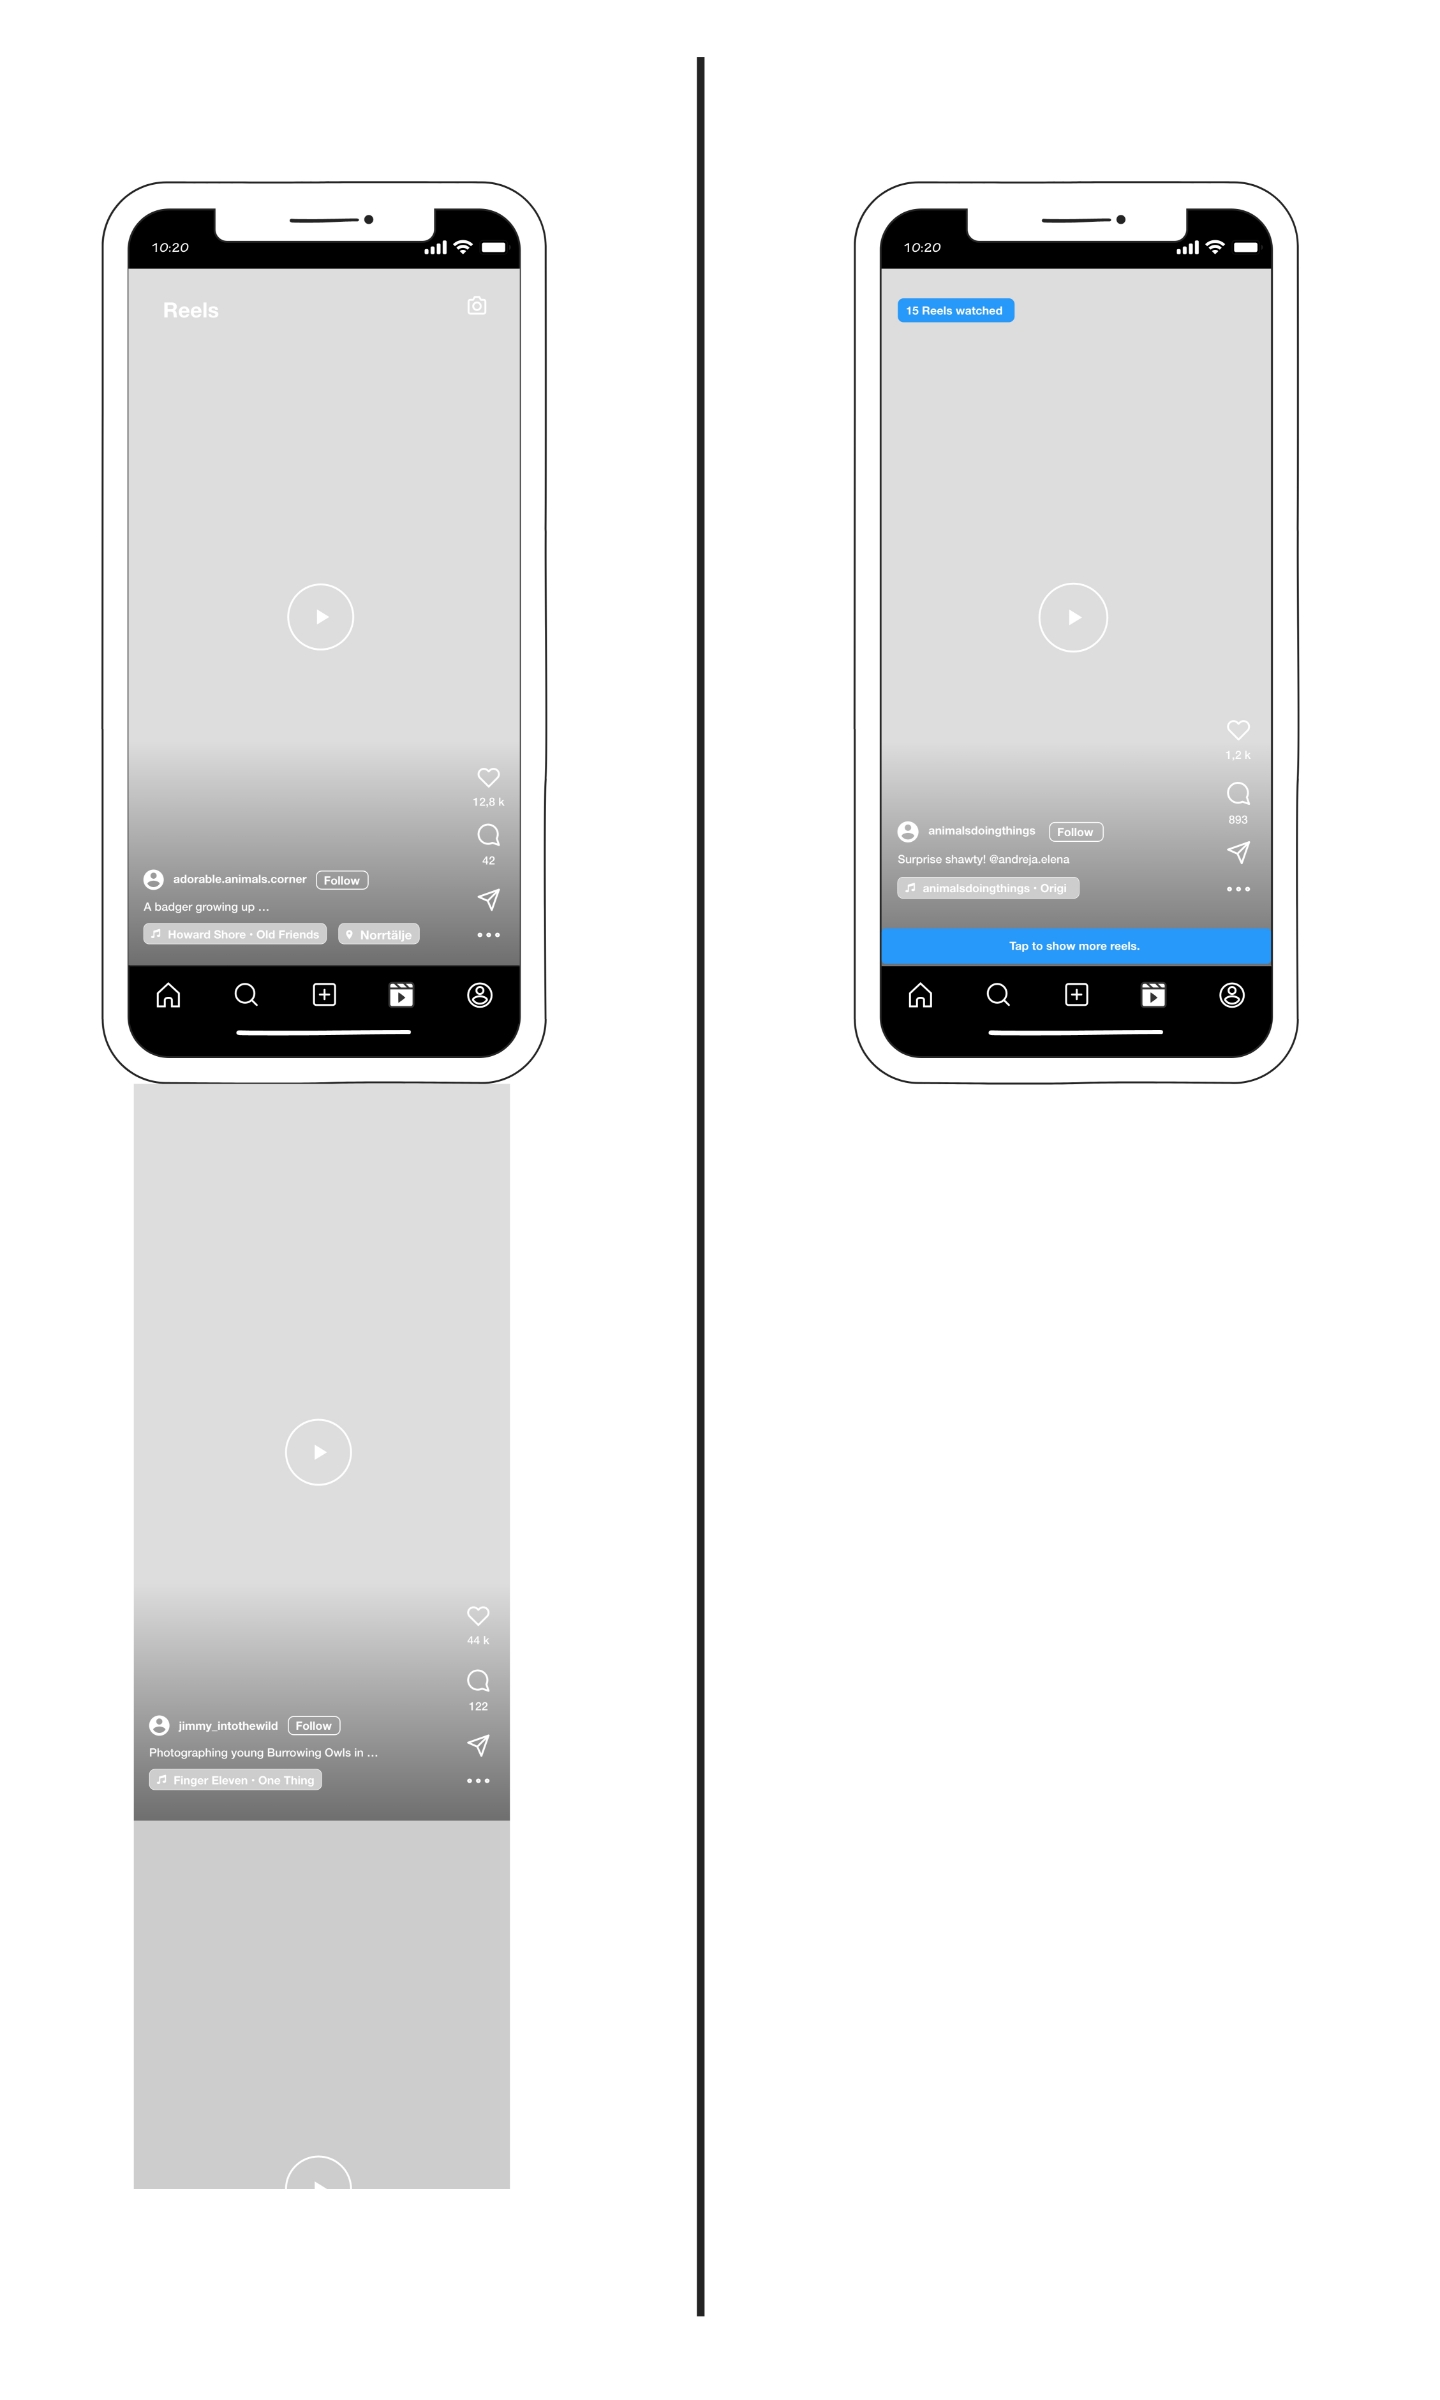 10:20
Reels
12,8 k
42
adorable.animals.corner Follow
A badger growing up ...
Howard Shore • Old Friends Norrtälje
44 k
122
jimmy_intothewild Follow
Photographing young Burrowing Owls in ...
Finger Eleven • One Thing
10:20
15 Reels watched
1,2 k
893
animalsdoingthings Follow
Surprise shawty! @andreja.elena
animalsdoingthings • Origi
Tap to show more reels.